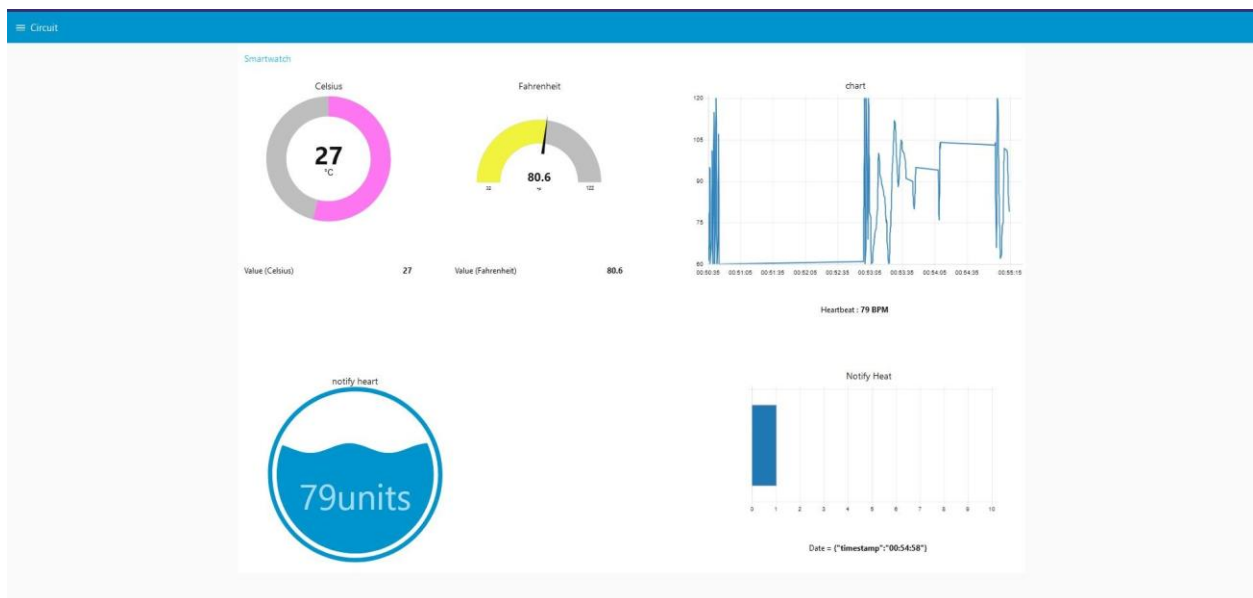 Circuit
Smartwatch
Celsius
27
°C
Fahrenheit
80.6
32
122
Value (Celsius) 27
Value (Fahrenheit) 80.6
chart
120
105
90
75
60
00:50:35 00:51:05 00:51:35 00:52:05 00:52:35 00:53:05 00:53:35 00:54:05 00:54:35 00:55:15
Heartbeat : 79 BPM
notify heart
79units
Notify Heat
0 1 2 3 4 5 6 7 8 9 10
Date = {"timestamp":"00:54:58"}